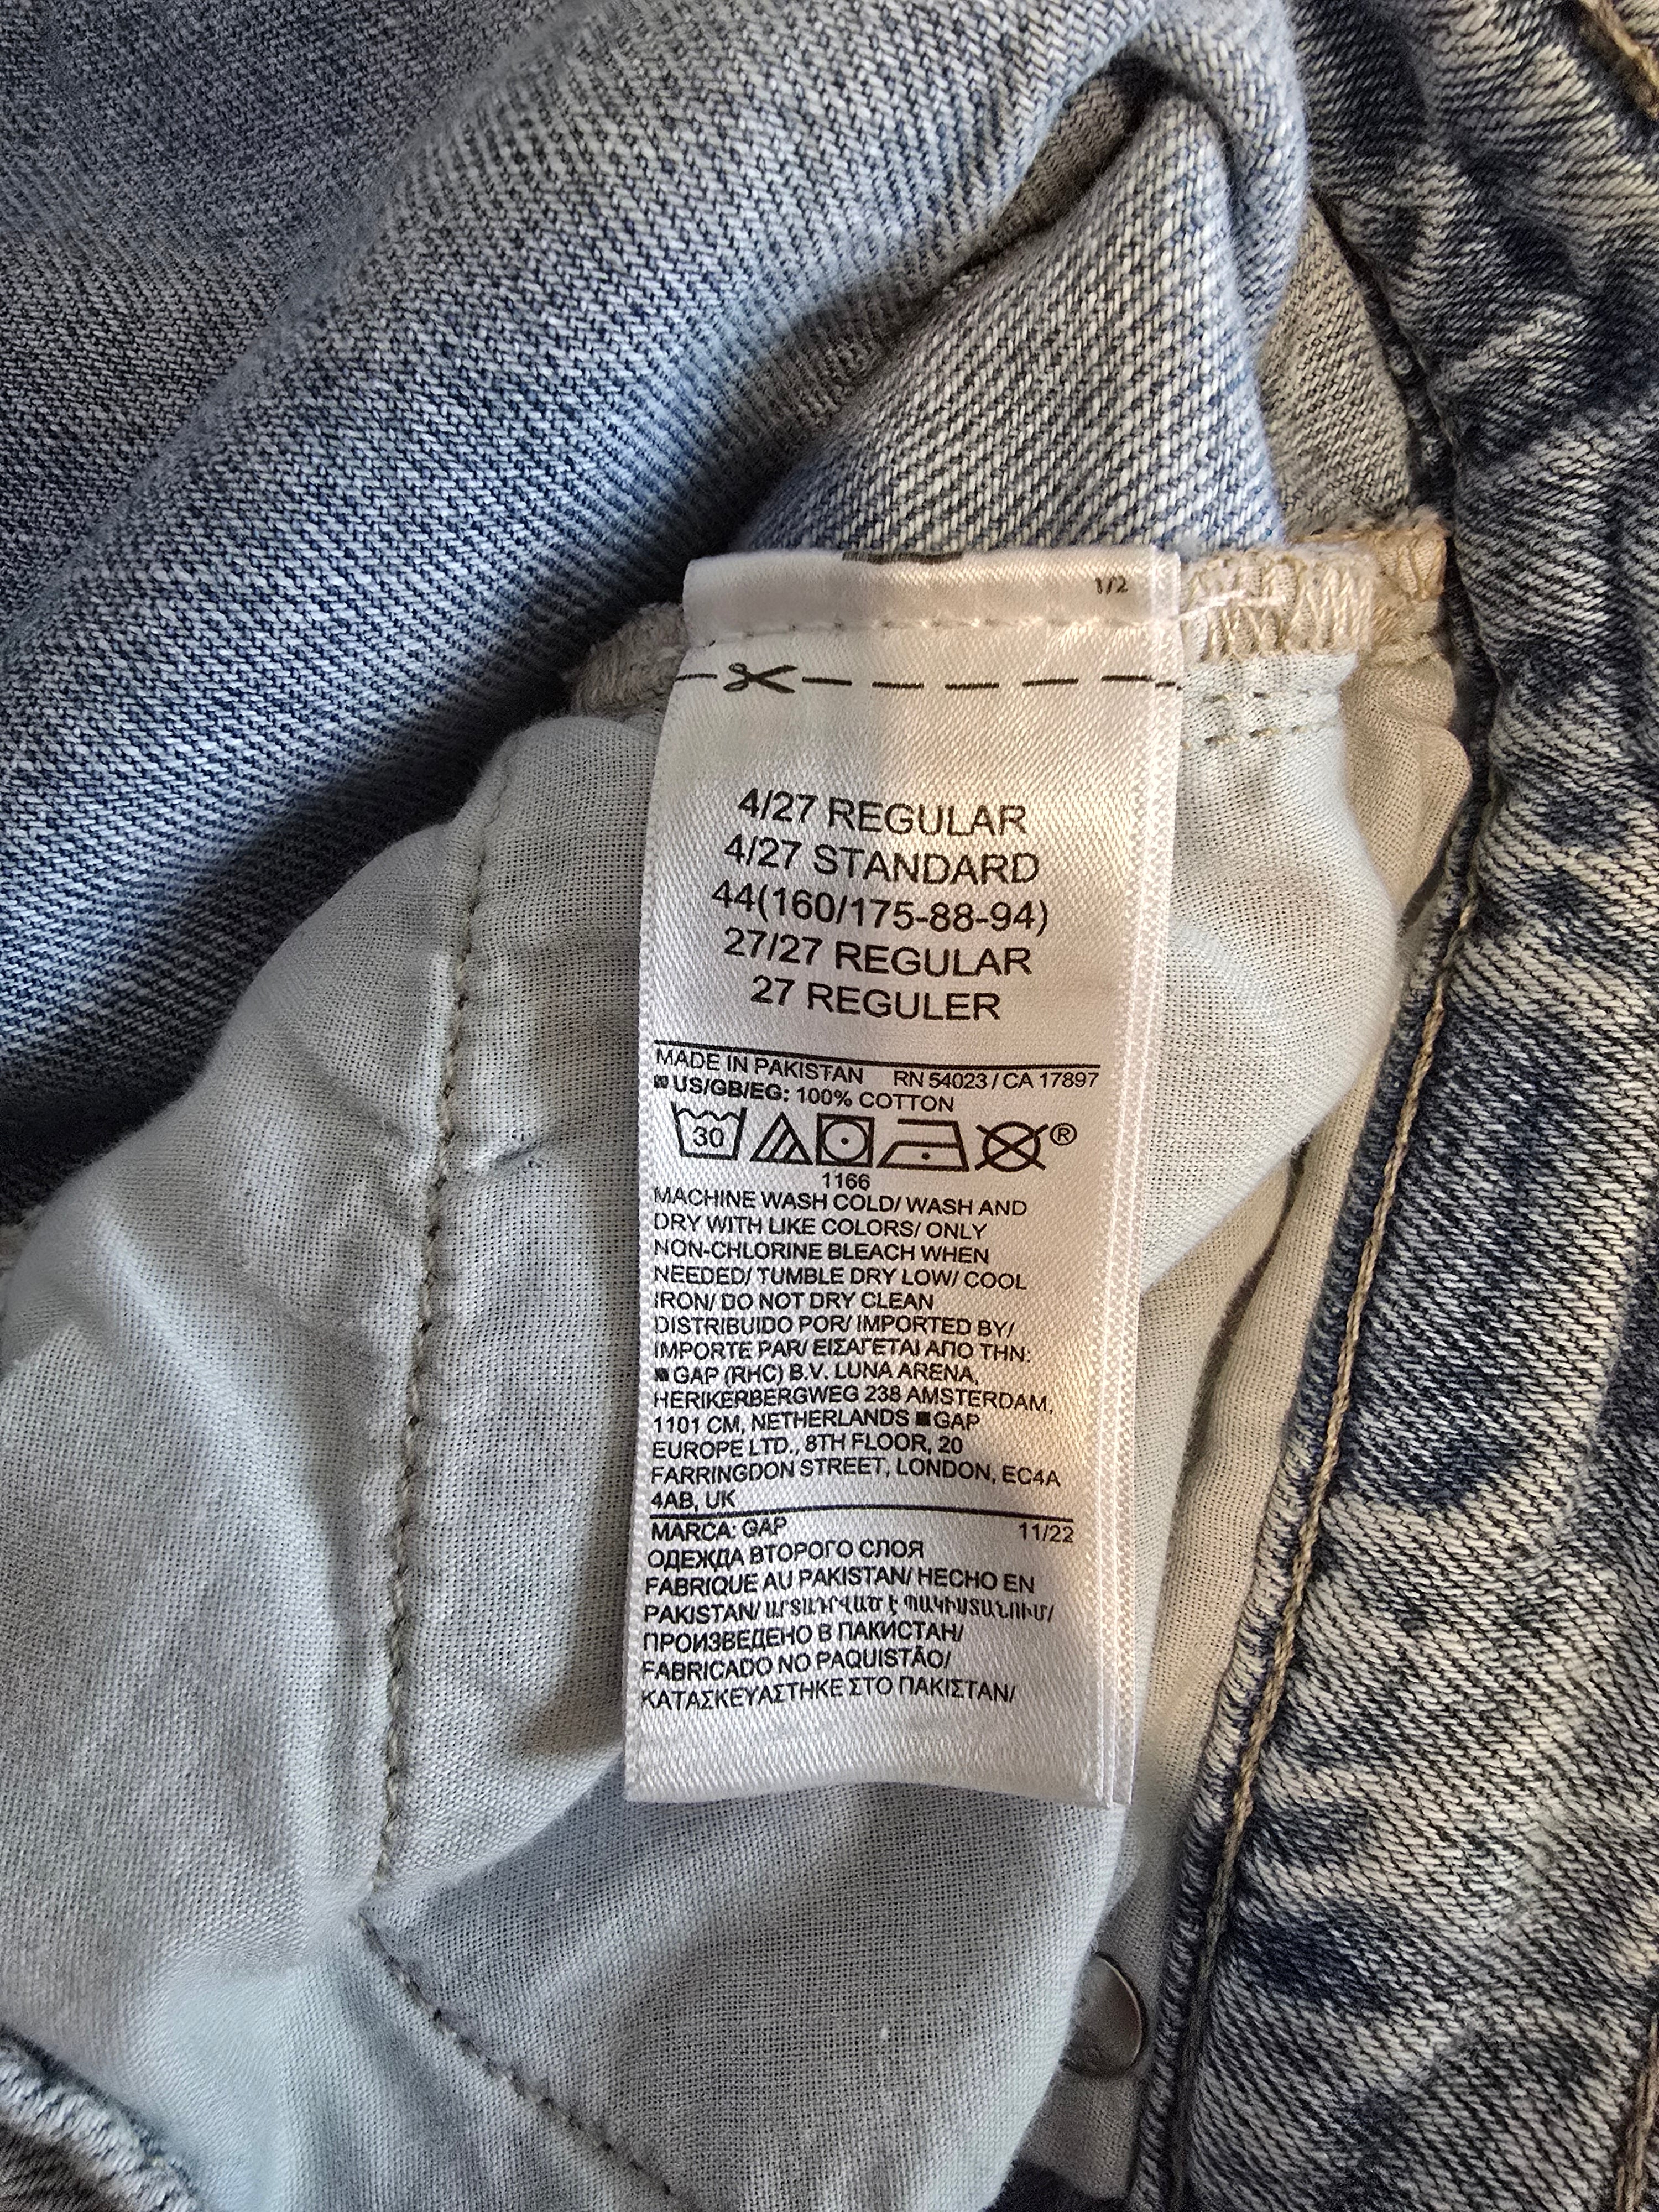 1/2
4/27 REGULAR
4/27 STANDARD
44(160/175-88-94)
27/27 REGULAR
27 REGULER
MADE IN PAKISTAN RN 54023 / CA 17897
US/GB/EG: 100% COTTON
30 ®
1166
MACHINE WASH COLD/ WASH AND
DRY WITH LIKE COLORS/ ONLY
NON-CHLORINE BLEACH WHEN
NEEDED/ TUMBLE DRY LOW/ COOL
IRON/ DO NOT DRY CLEAN
DISTRIBUIDO POR/ IMPORTED BY/
IMPORTE PAR/ ΕΙΣΑΓΕΤΑΙ ΑΠΟ ΤΗΝ:
■ GAP (RHC) B.V. LUNA ARENA,
HERIKERBERGWEG 238 AMSTERDAM,
1101 CM, NETHERLANDS ■ GAP
EUROPE LTD., 8TH FLOOR, 20
FARRINGDON STREET, LONDON, EC4A
4AB, UK
MARCA: GAP 11/22
ОДЕЖДА ВТОРОГО СЛОЯ
FABRIQUE AU PAKISTAN/ HECHO EN
PAKISTAN/ ԱՐՏԱԴՐՎԱԾ Է ՊԱԿԻՍՏԱՆՈՒՄ/
ПРОИЗВЕДЕНО В ПАКИСТАН/
FABRICADO NO PAQUISTÃO/
ΚΑΤΑΣΚΕΥΑΣΤΗΚΕ ΣΤΟ ΠΑΚΙΣΤΑΝ/